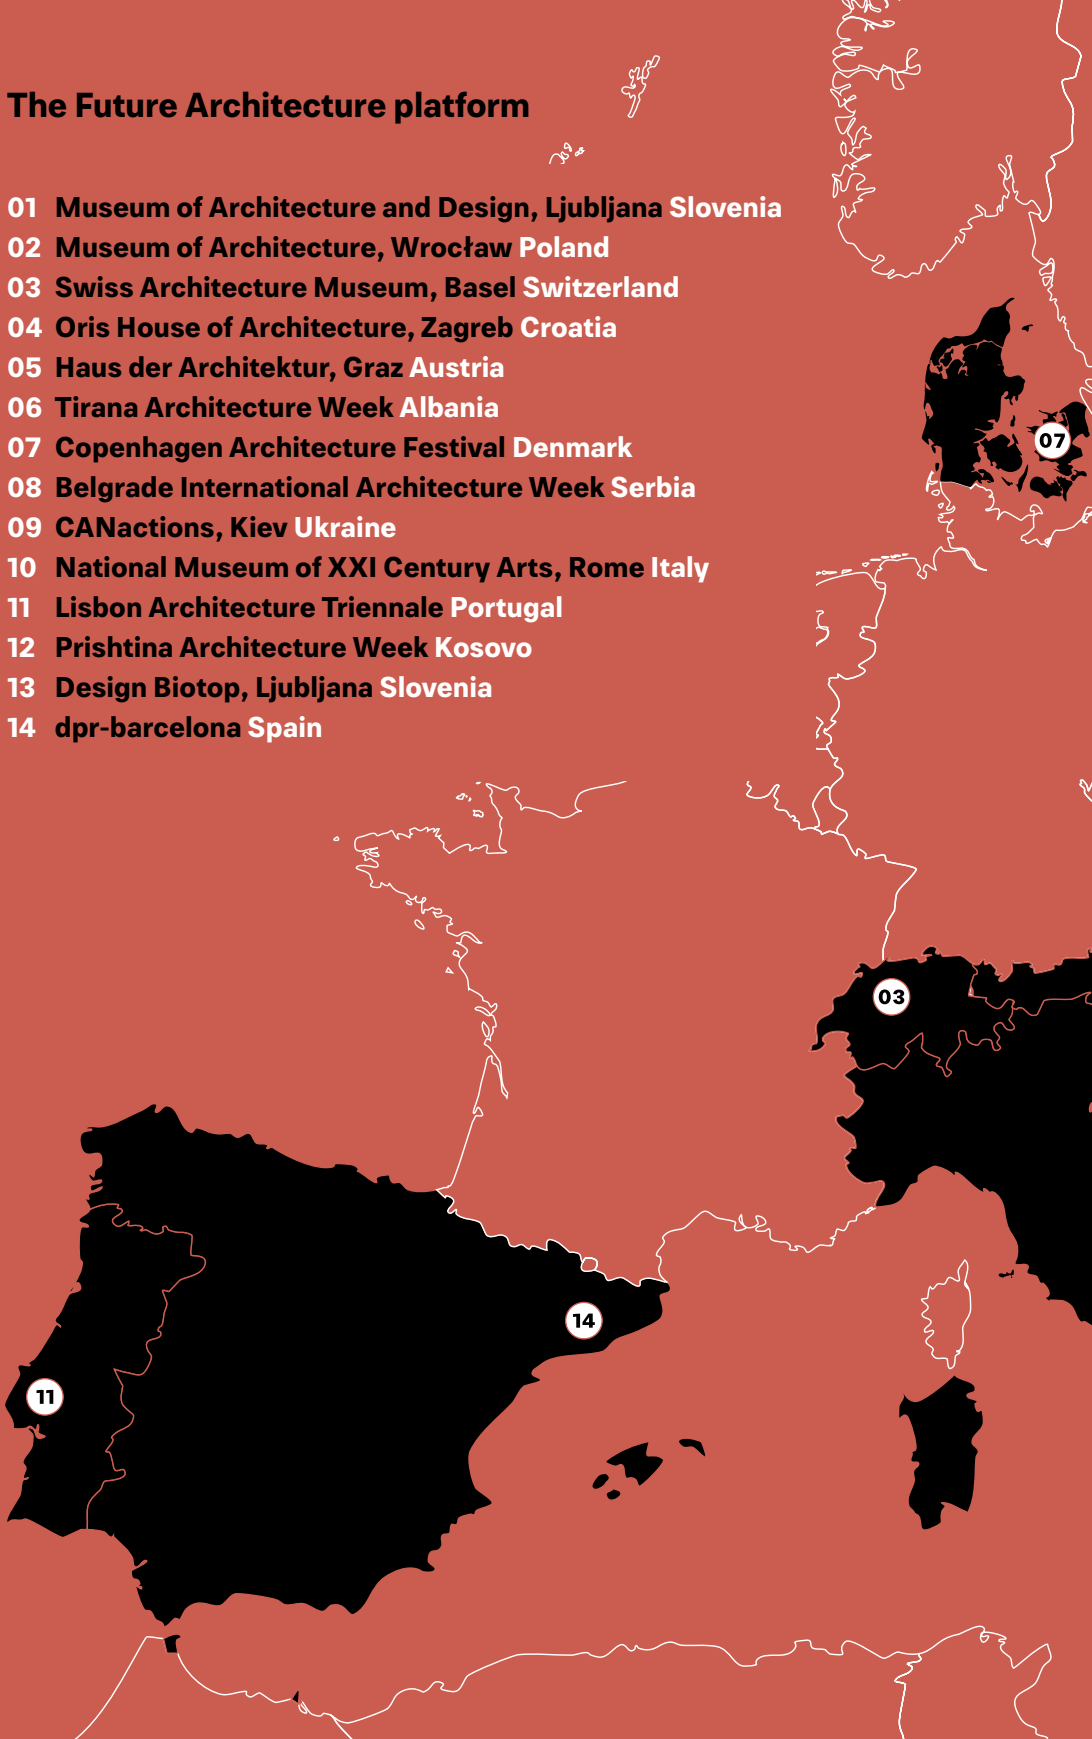 The Future Architecture platform
01 Museum of Architecture and Design, Ljubljana Slovenia
02 Museum of Architecture, Wrocław Poland
03 Swiss Architecture Museum, Basel Switzerland
04 Oris House of Architecture, Zagreb Croatia
05 Haus der Architektur, Graz Austria
06 Tirana Architecture Week Albania
07 Copenhagen Architecture Festival Denmark
08 Belgrade International Architecture Week Serbia
09 CANactions, Kiev Ukraine
10 National Museum of XXI Century Arts, Rome Italy
11 Lisbon Architecture Triennale Portugal
12 Prishtina Architecture Week Kosovo
13 Design Biotop, Ljubljana Slovenia
14 dpr-barcelona Spain
07
03
14
11